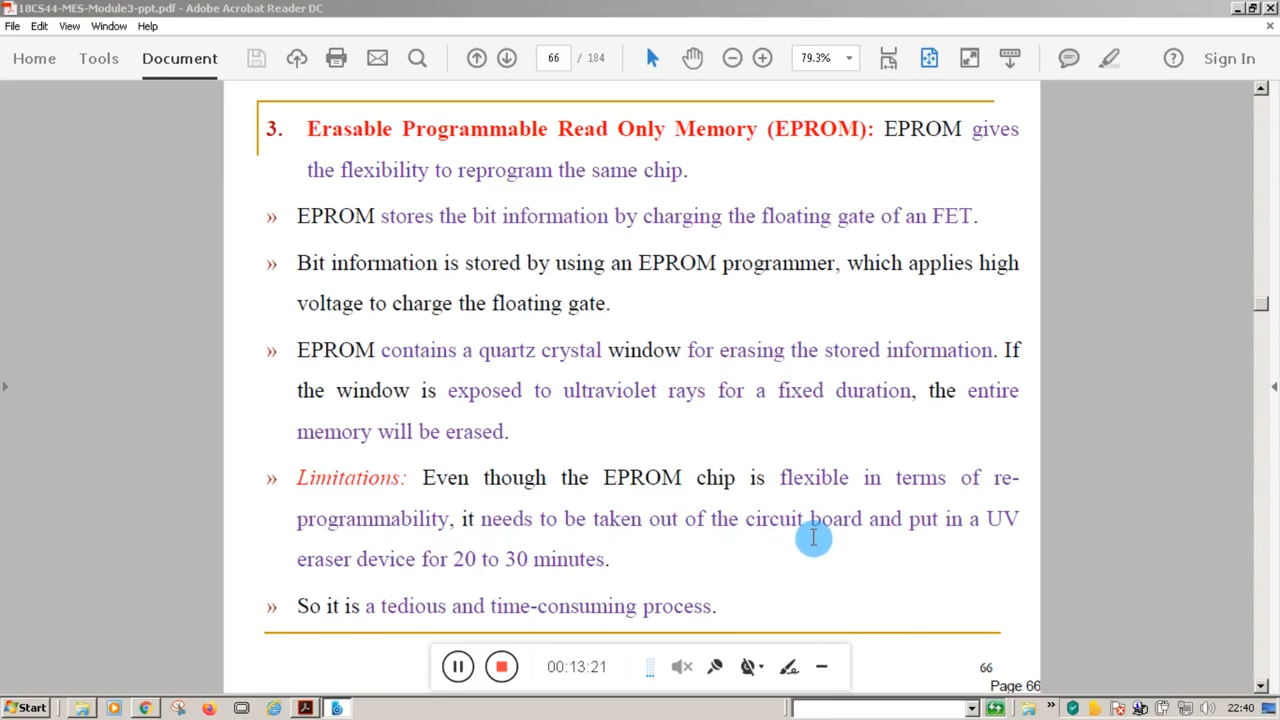 18CS44-MES-Module3-ppt.pdf - Adobe Acrobat Reader DC
File Edit View Window Help
Home Tools Document 66 / 184 79.3% Sign In
3. Erasable Programmable Read Only Memory (EPROM): EPROM gives
the flexibility to reprogram the same chip.
» EPROM stores the bit information by charging the floating gate of an FET.
» Bit information is stored by using an EPROM programmer, which applies high
voltage to charge the floating gate.
» EPROM contains a quartz crystal window for erasing the stored information. If
the window is exposed to ultraviolet rays for a fixed duration, the entire
memory will be erased.
» Limitations: Even though the EPROM chip is flexible in terms of re-
programmability, it needs to be taken out of the circuit board and put in a UV
eraser device for 20 to 30 minutes.
» So it is a tedious and time-consuming process.
00:13:21
66
Page 66
Start 22:40